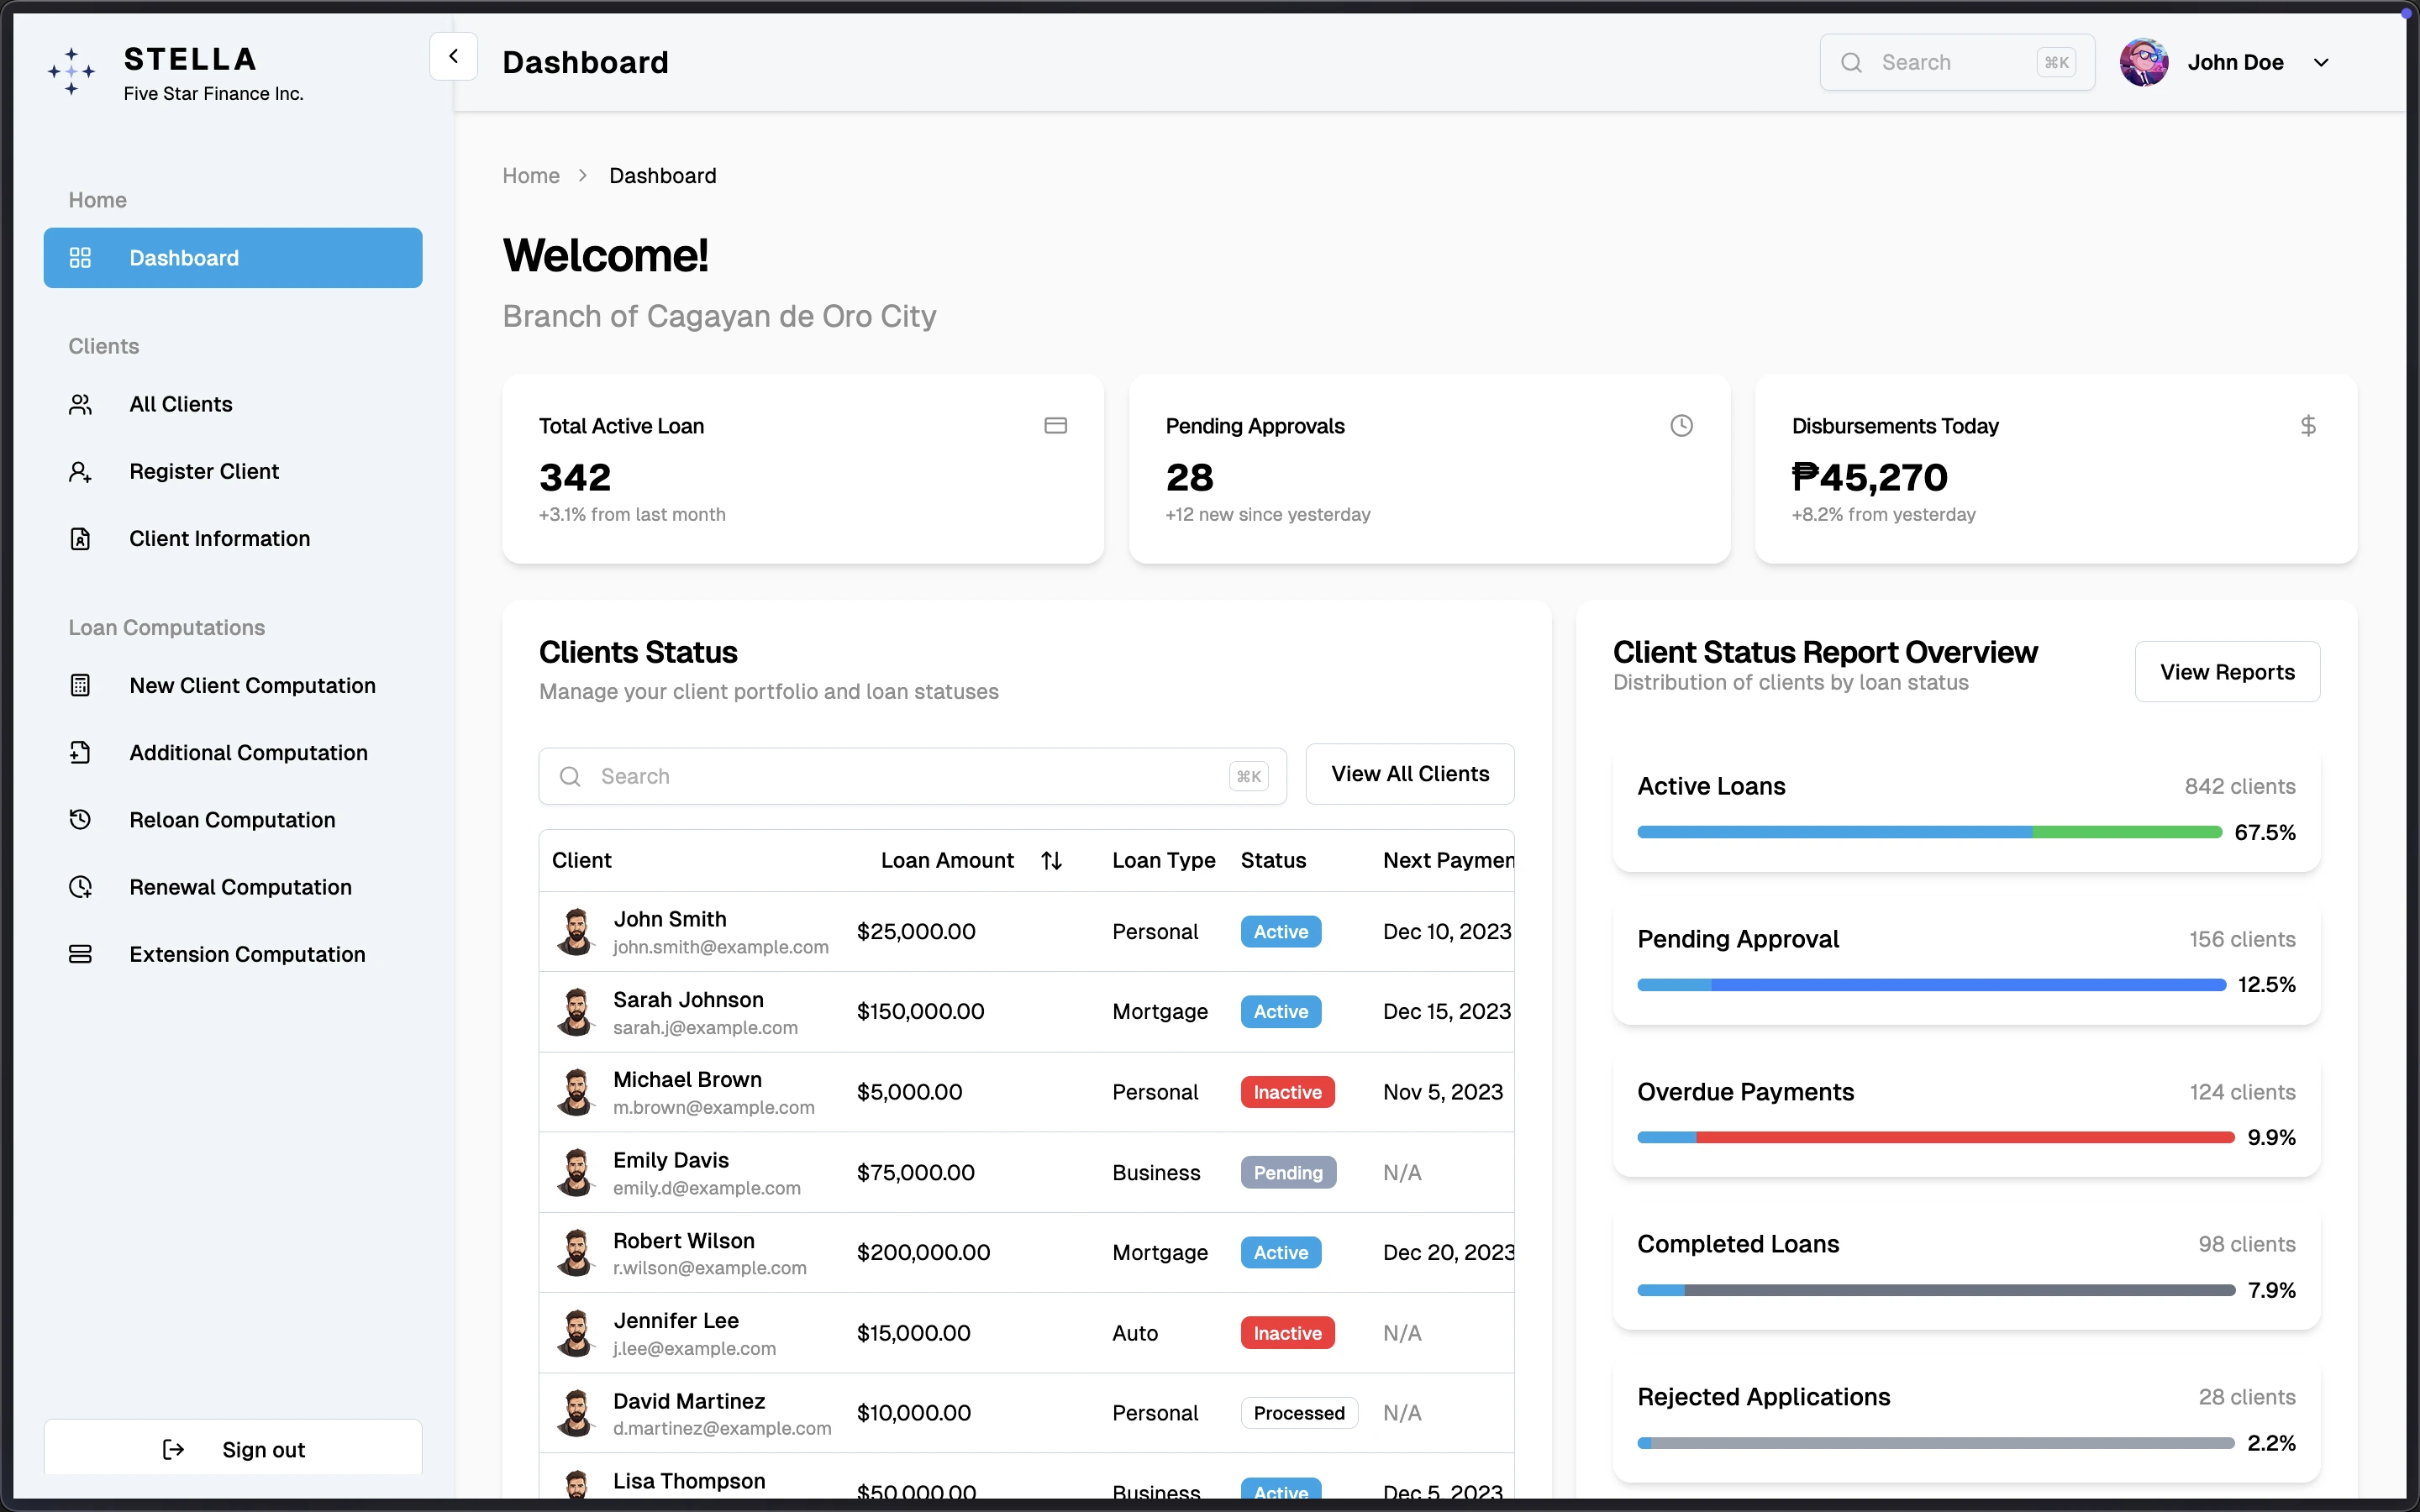 STELLA
Five Star Finance Inc.
Dashboard
Search ⌘K
John Doe
Home
Dashboard
Clients
All Clients
Register Client
Client Information
Loan Computations
New Client Computation
Additional Computation
Reloan Computation
Renewal Computation
Extension Computation
Sign out
Home > Dashboard
Welcome!
Branch of Cagayan de Oro City
Total Active Loan
342
+3.1% from last month
Pending Approvals
28
+12 new since yesterday
Disbursements Today
₱45,270
+8.2% from yesterday
Clients Status
Manage your client portfolio and loan statuses
Search ⌘K
View All Clients
Client Loan Amount Loan Type Status Next Paymen
John Smith
john.smith@example.com
$25,000.00 Personal Active Dec 10, 2023
Sarah Johnson
sarah.j@example.com
$150,000.00 Mortgage Active Dec 15, 2023
Michael Brown
m.brown@example.com
$5,000.00 Personal Inactive Nov 5, 2023
Emily Davis
emily.d@example.com
$75,000.00 Business Pending N/A
Robert Wilson
r.wilson@example.com
$200,000.00 Mortgage Active Dec 20, 2023
Jennifer Lee
j.lee@example.com
$15,000.00 Auto Inactive N/A
David Martinez
d.martinez@example.com
$10,000.00 Personal Processed N/A
Lisa Thompson
$50,000.00 Business Active Dec 5, 2023
Client Status Report Overview
Distribution of clients by loan status
View Reports
Active Loans 842 clients
67.5%
Pending Approval 156 clients
12.5%
Overdue Payments 124 clients
9.9%
Completed Loans 98 clients
7.9%
Rejected Applications 28 clients
2.2%